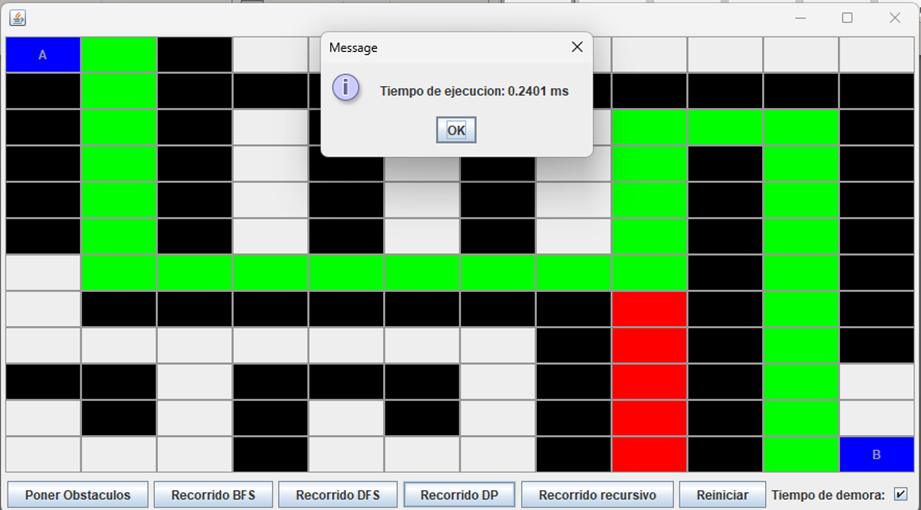 Message
A
Tiempo de ejecucion: 0.2401 ms
OK
B
Poner Obstaculos Recorrido BFS Recorrido DFS Recorrido DP Recorrido recursivo Reiniciar Tiempo de demora: